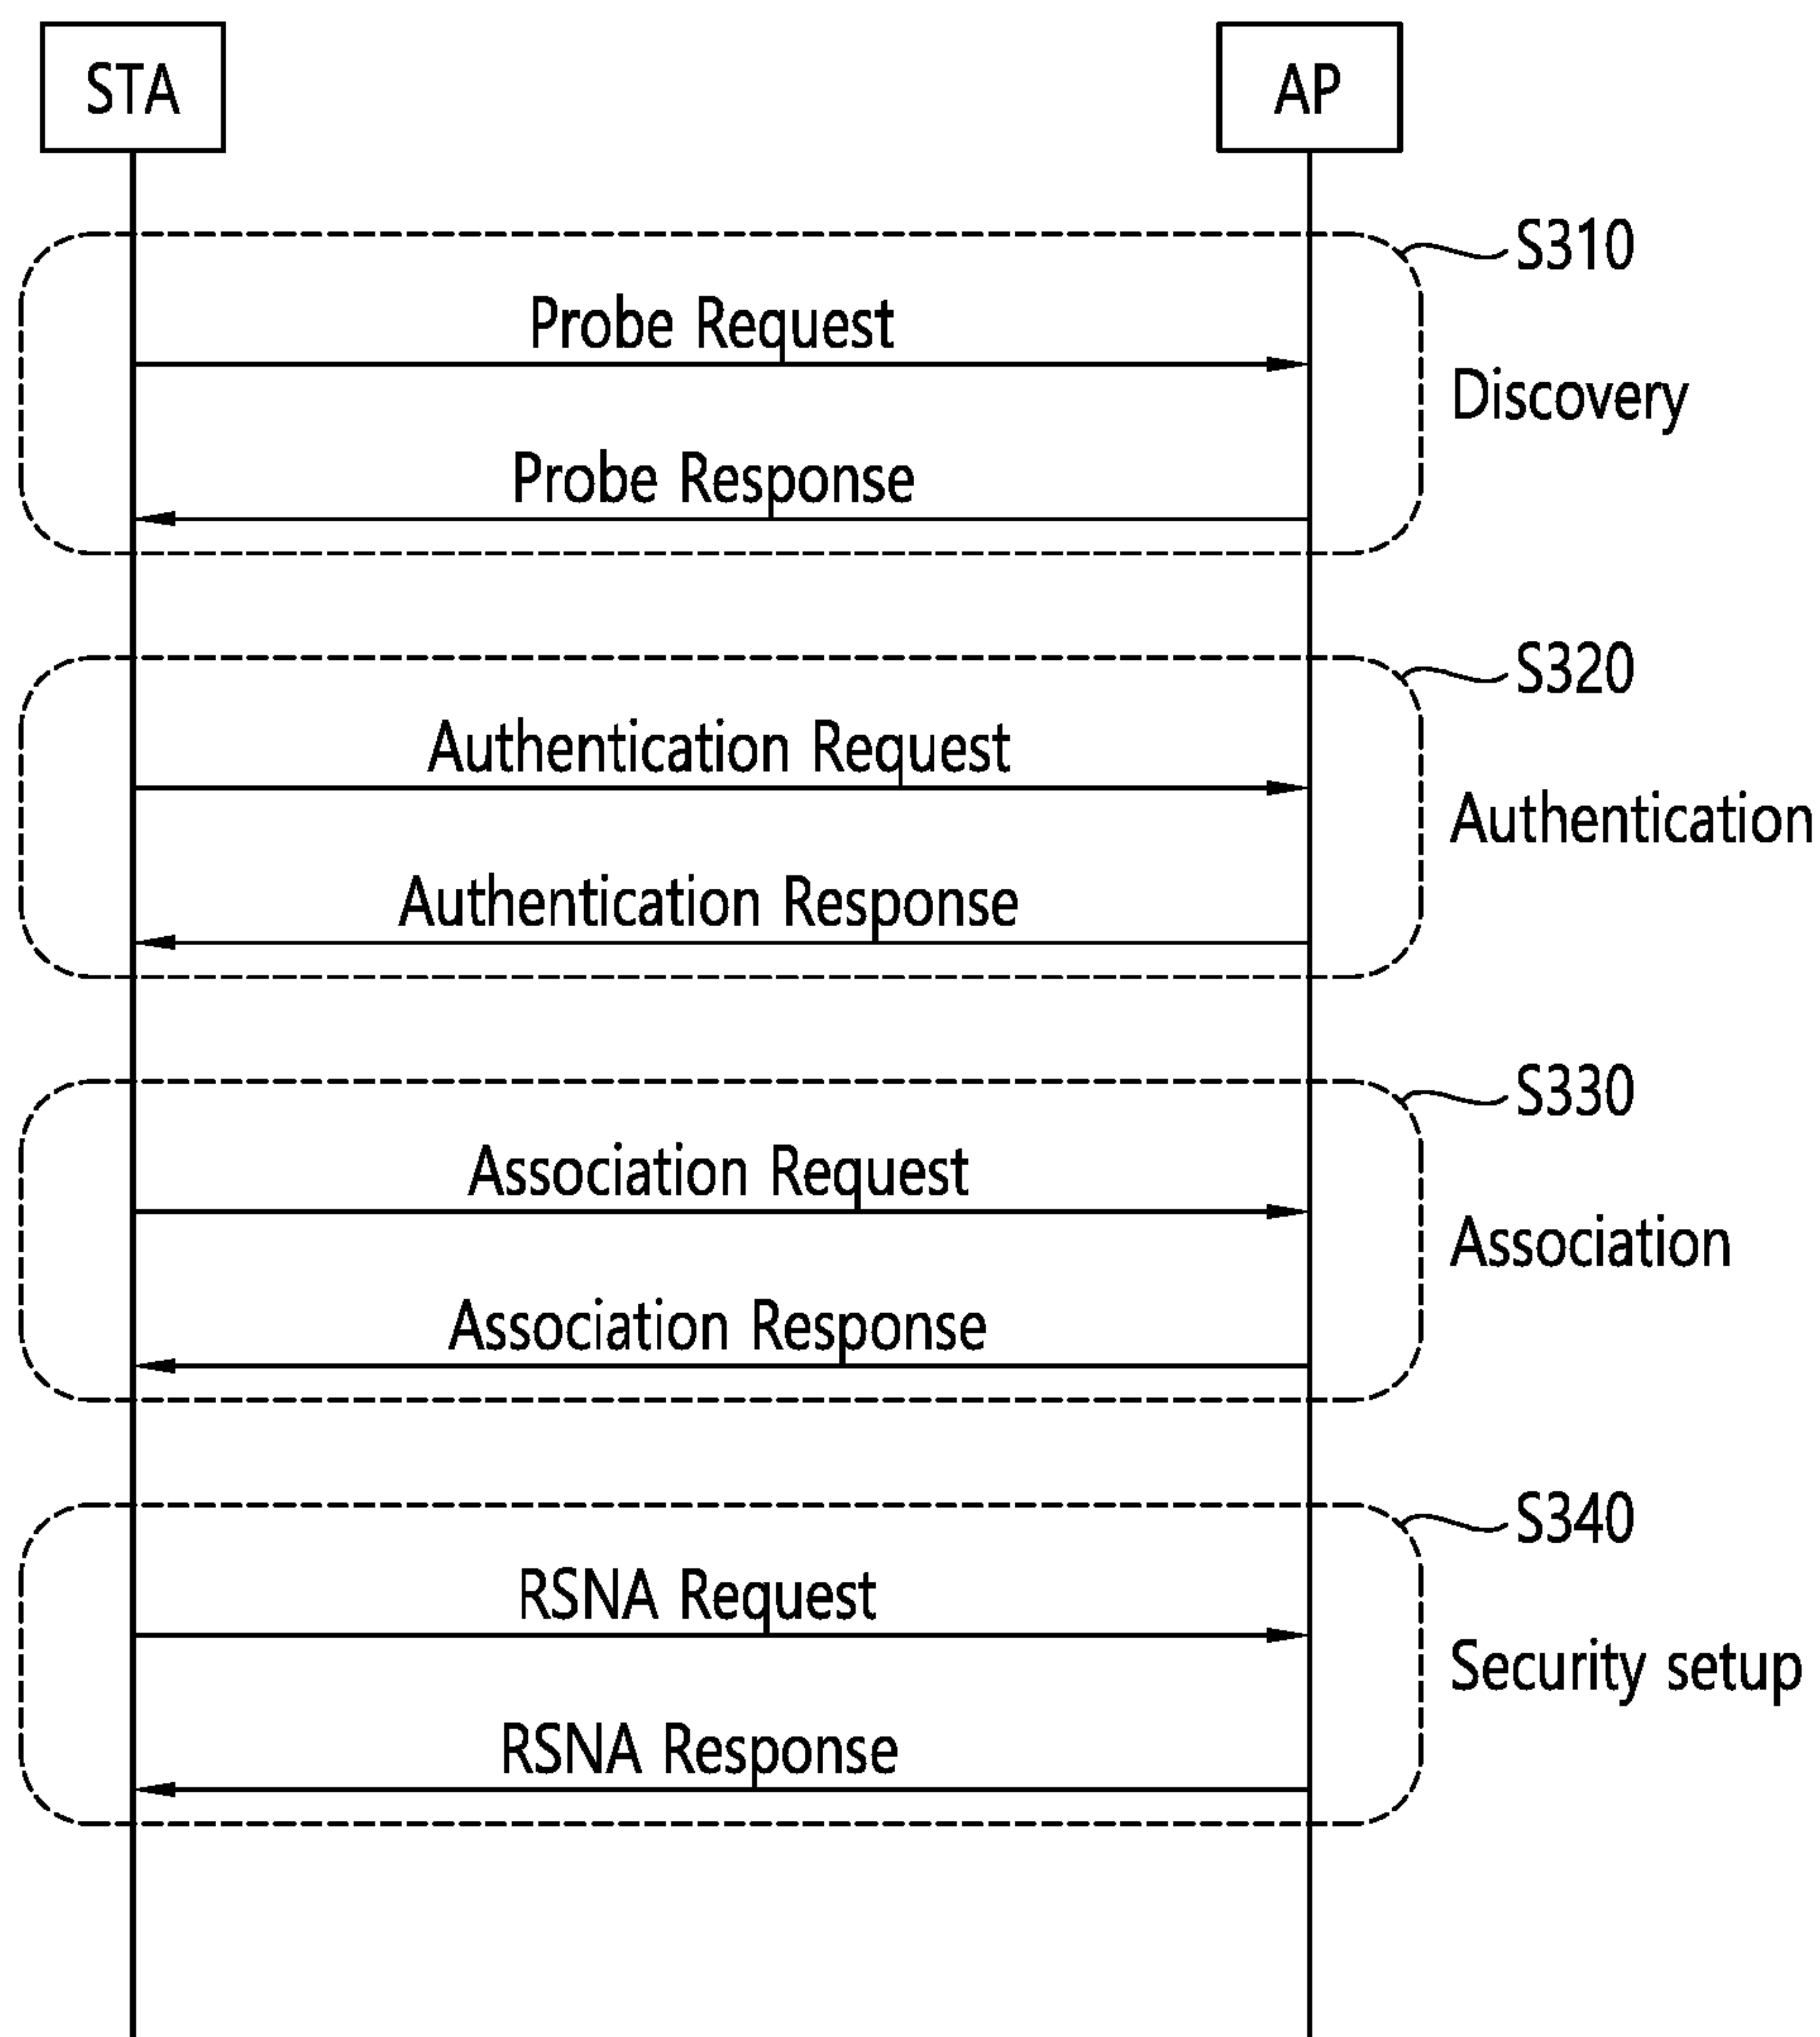 STA
AP
S310
Probe Request
Discovery
Probe Response
S320
Authentication Request
Authentication
Authentication Response
S330
Association Request
Association
Association Response
S340
RSNA Request
Security setup
RSNA Response